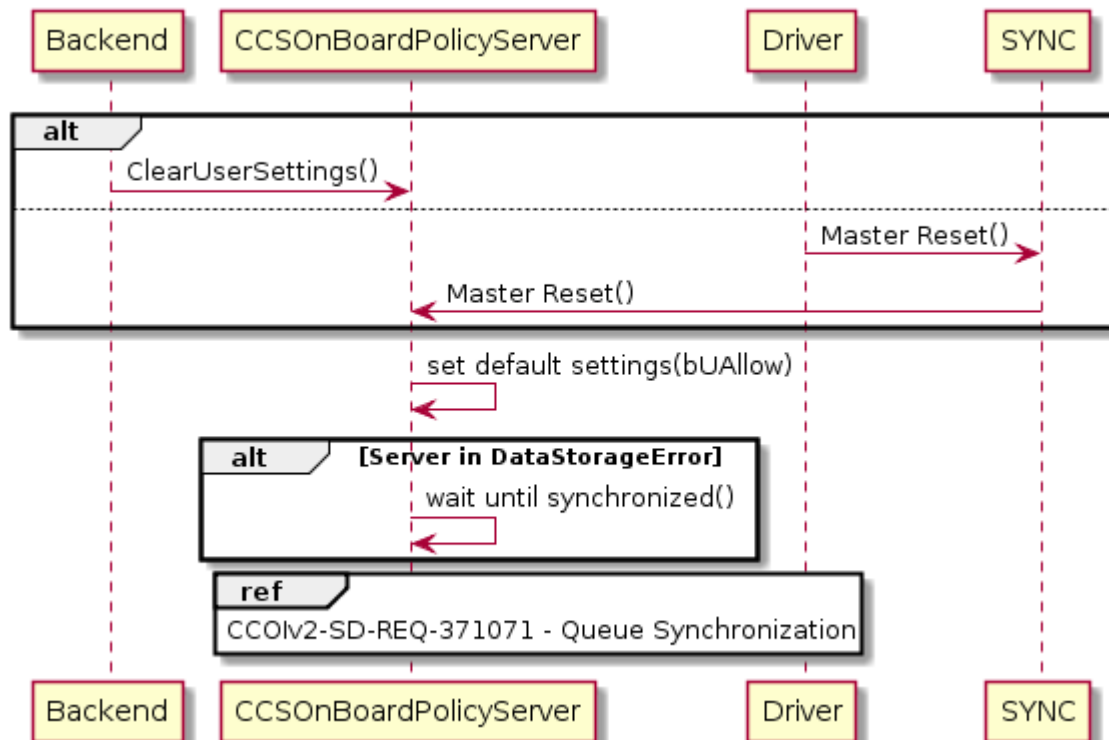 Backend CCSOnBoardPolicyServer Driver SYNC
alt
ClearUserSettings()
Master Reset()
Master Reset()
set default settings(bUAllow)
alt [Server in DataStorageError]
wait until synchronized()
ref
CCOIv2-SD-REQ-371071 - Queue Synchronization
Backend CCSOnBoardPolicyServer Driver SYNC